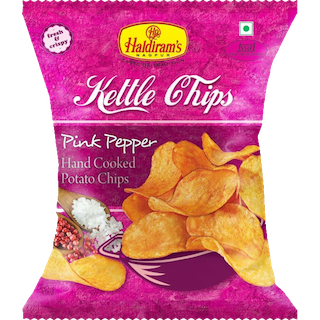 fresh &
crispy
Haldiram's
NAGPUR
Kettle Chips
Pink Pepper
Hand Cooked
Potato Chips